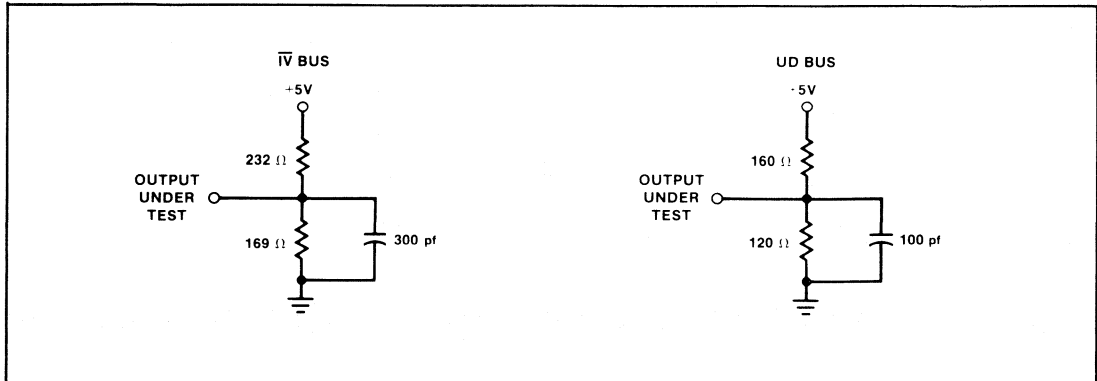 I̅V̅ BUS
+5V
232 Ω
OUTPUT
UNDER
TEST
169 Ω
300 pf
UD BUS
-5V
160 Ω
OUTPUT
UNDER
TEST
120 Ω
100 pf